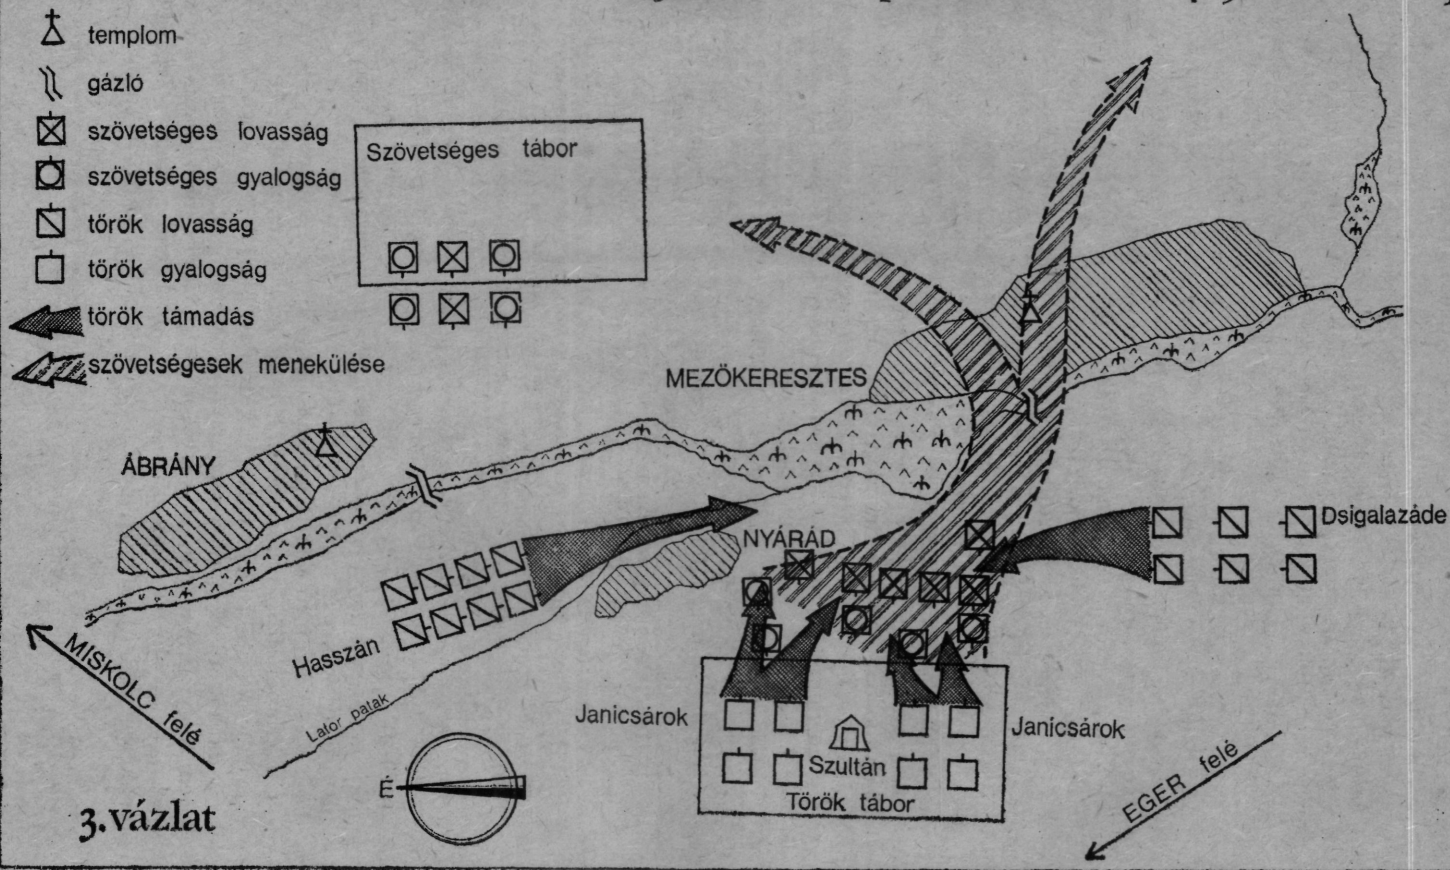 templom
gázló
szövetséges lovasság
szövetséges gyalogság
török lovasság
török gyalogság
török támadás
szövetségesek menekülése
Szövetséges tábor
MEZŐKERESZTES
ÁBRÁNY
NYÁRÁD
Dsigalazáde
Hasszán
MISKOLC felé
Lator patak
Janicsárok
Janicsárok
Szultán
Török tábor
EGER felé
É
3. vázlat